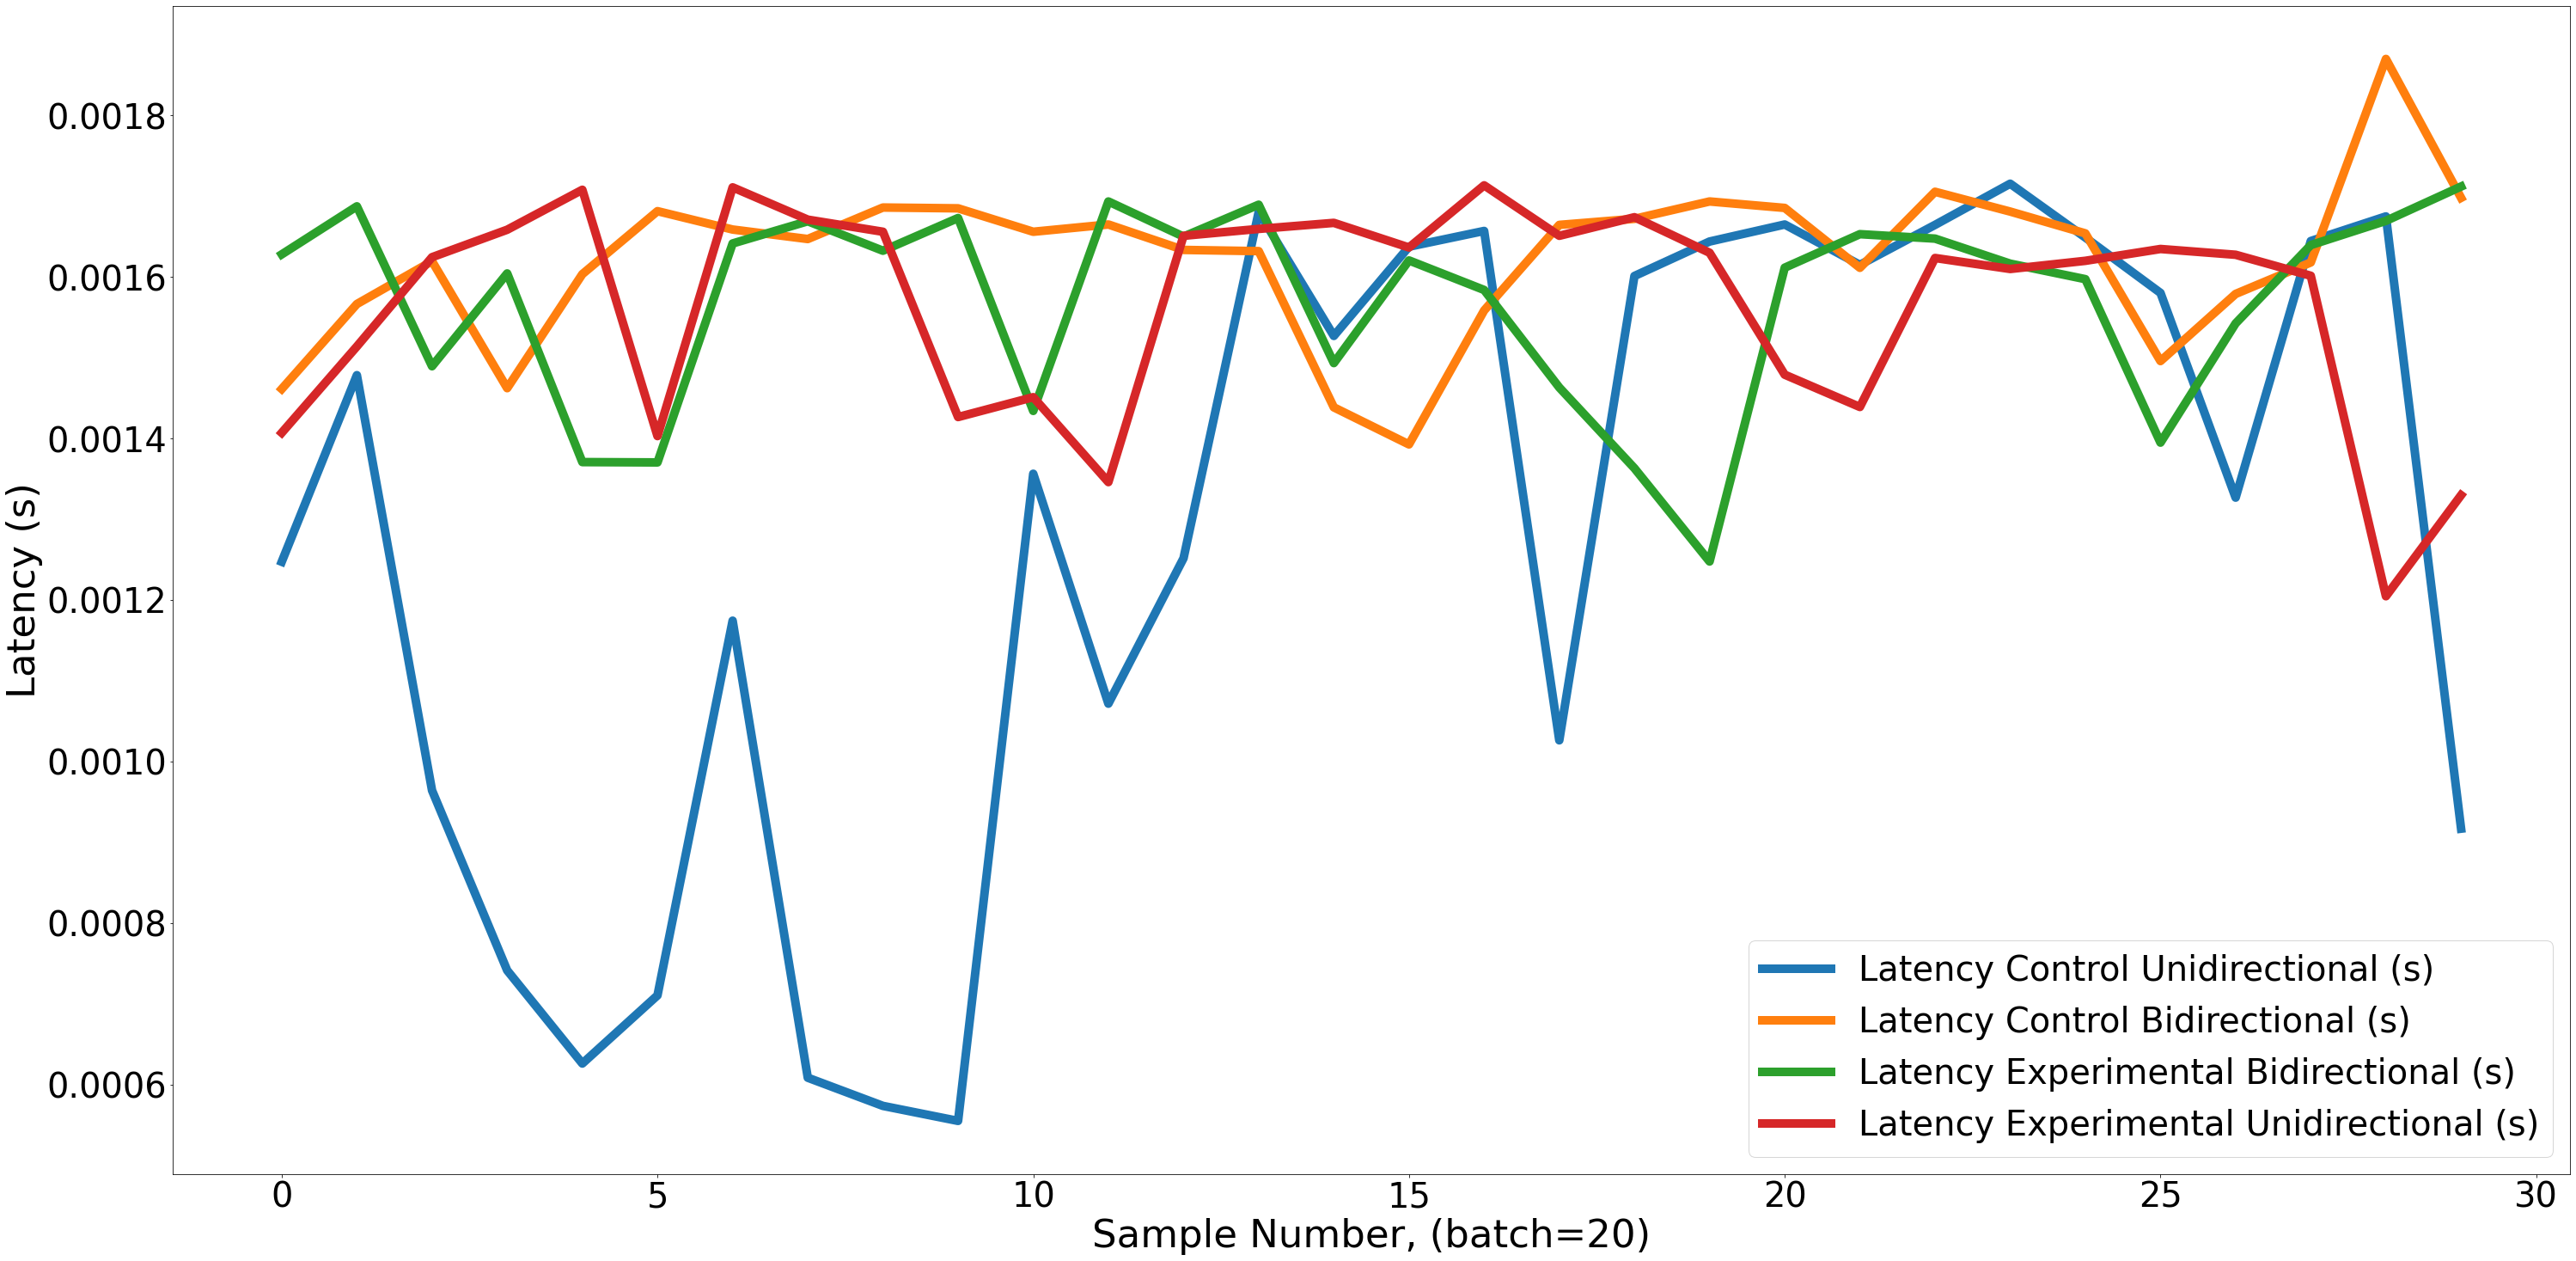 0.0018
0.0016
0.0014
0.0012
0.0010
0.0008
0.0006
Latency (s)
Latency Control Unidirectional (s)
Latency Control Bidirectional (s)
Latency Experimental Bidirectional (s)
Latency Experimental Unidirectional (s)
0 5 10 15 20 25 30
Sample Number, (batch=20)